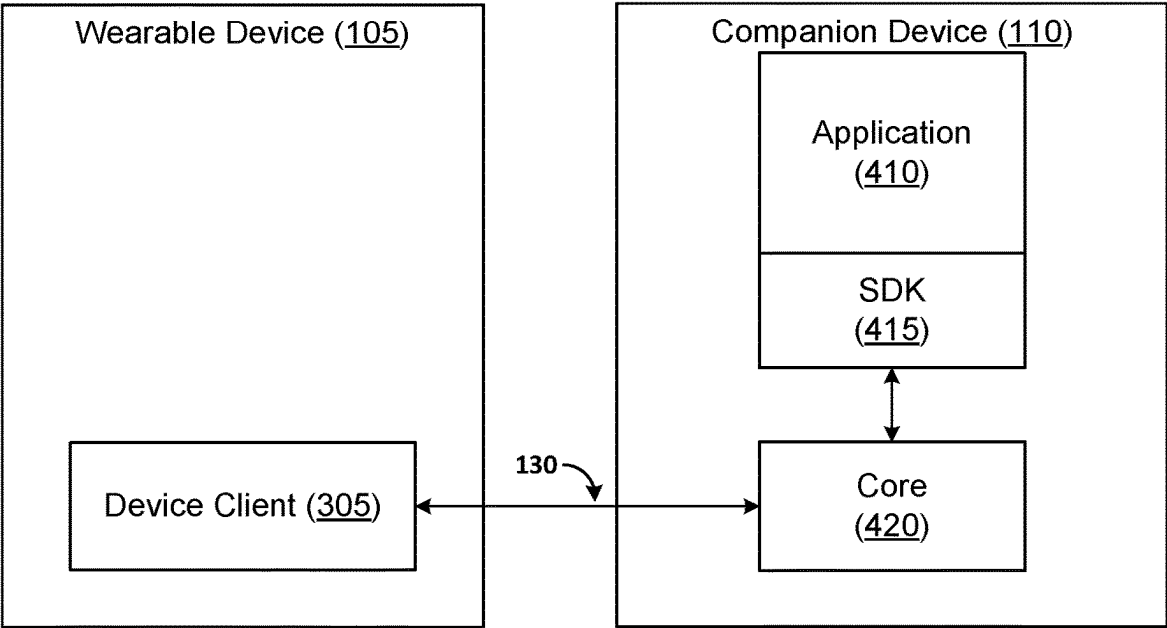 Wearable Device (105)
Companion Device (110)
Application
(410)
SDK
(415)
130
Device Client (305)
Core
(420)